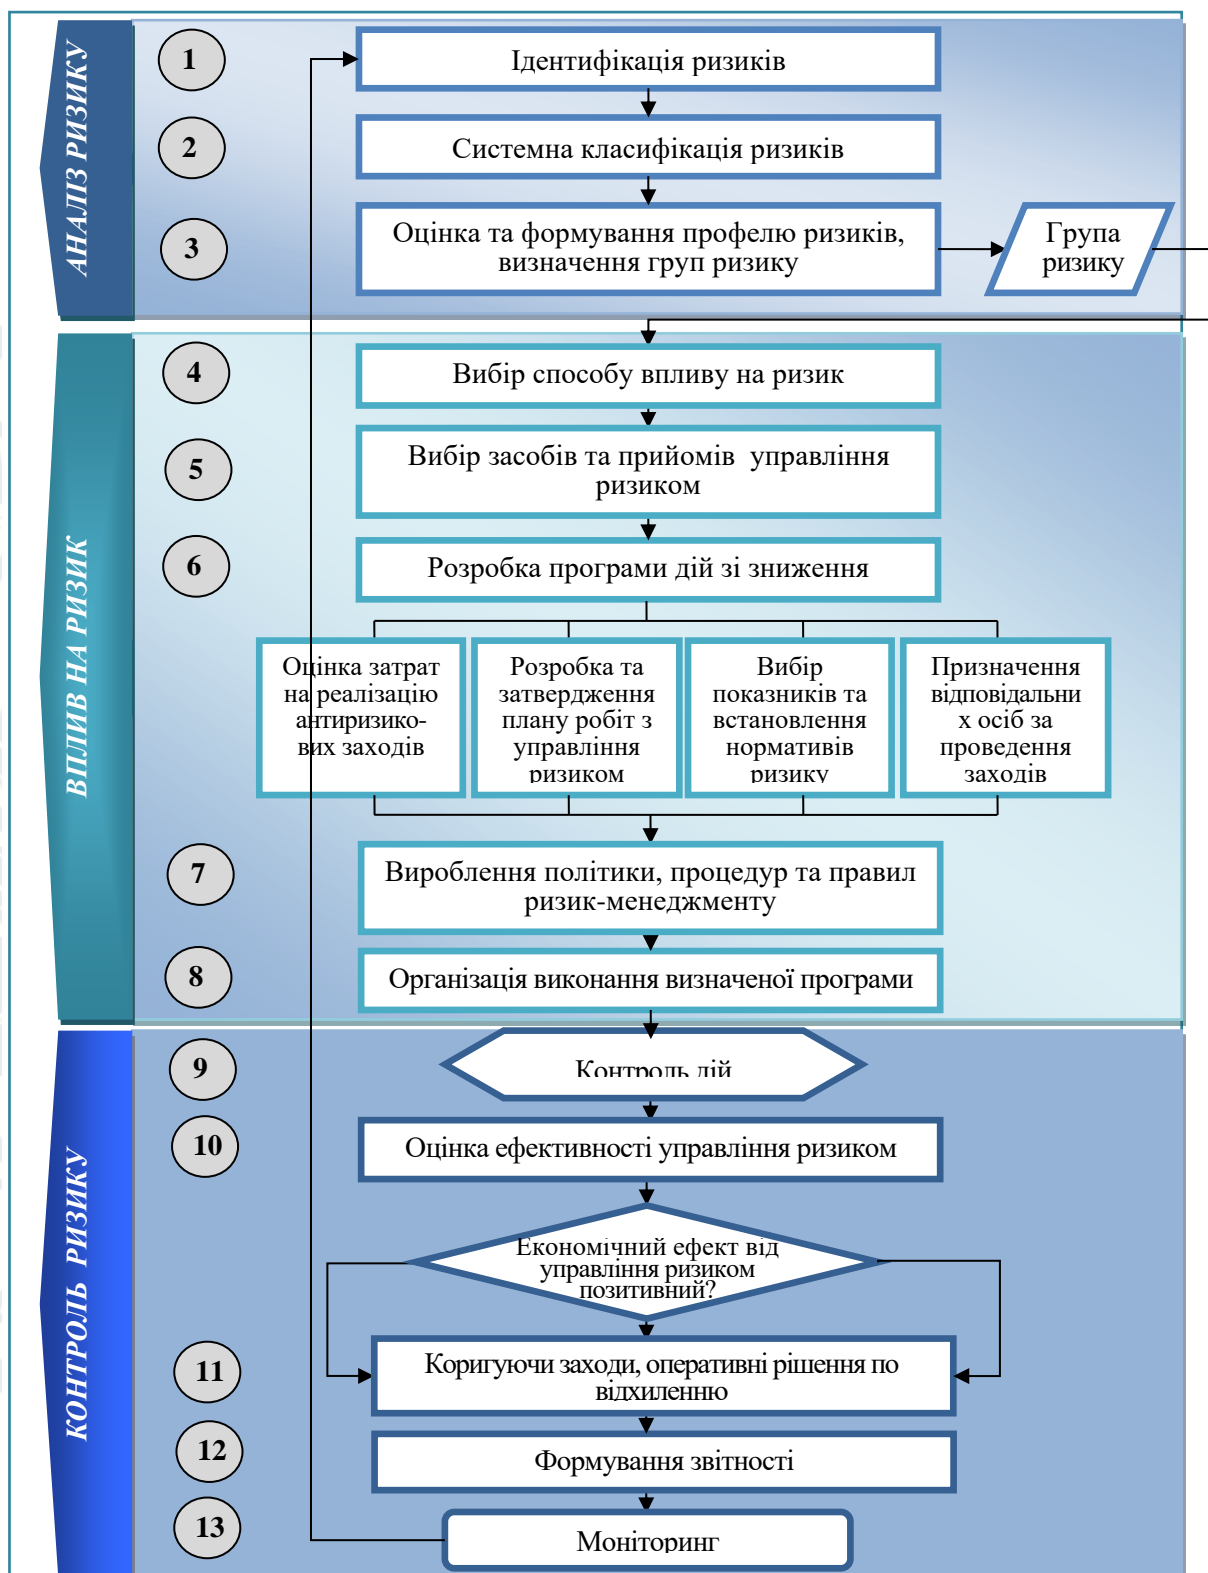 АНАЛІЗ РИЗИКУ
1
Ідентифікація ризиків
2
Системна класифікація ризиків
3
Оцінка та формування профелю ризиків,
визначення груп ризику
Група
ризику
ВПЛИВ НА РИЗИК
4
Вибір способу впливу на ризик
5
Вибір засобів та прийомів управління
ризиком
6
Розробка програми дій зі зниження
Оцінка затрат
на реалізацію
антиризико-
вих заходів
Розробка та
затвердження
плану робіт з
управління
ризиком
Вибір
показників та
встановлення
нормативів
ризику
Призначення
відповідальни
х осіб за
проведення
заходів
7
Вироблення політики, процедур та правил
ризик-менеджменту
8
Організація виконання визначеної програми
КОНТРОЛЬ РИЗИКУ
9
Контроль дій
10
Оцінка ефективності управління ризиком
Економічний ефект від
управління ризиком
позитивний?
11
Коригуючи заходи, оперативні рішення по
відхиленню
12
Формування звітності
13
Моніторинг